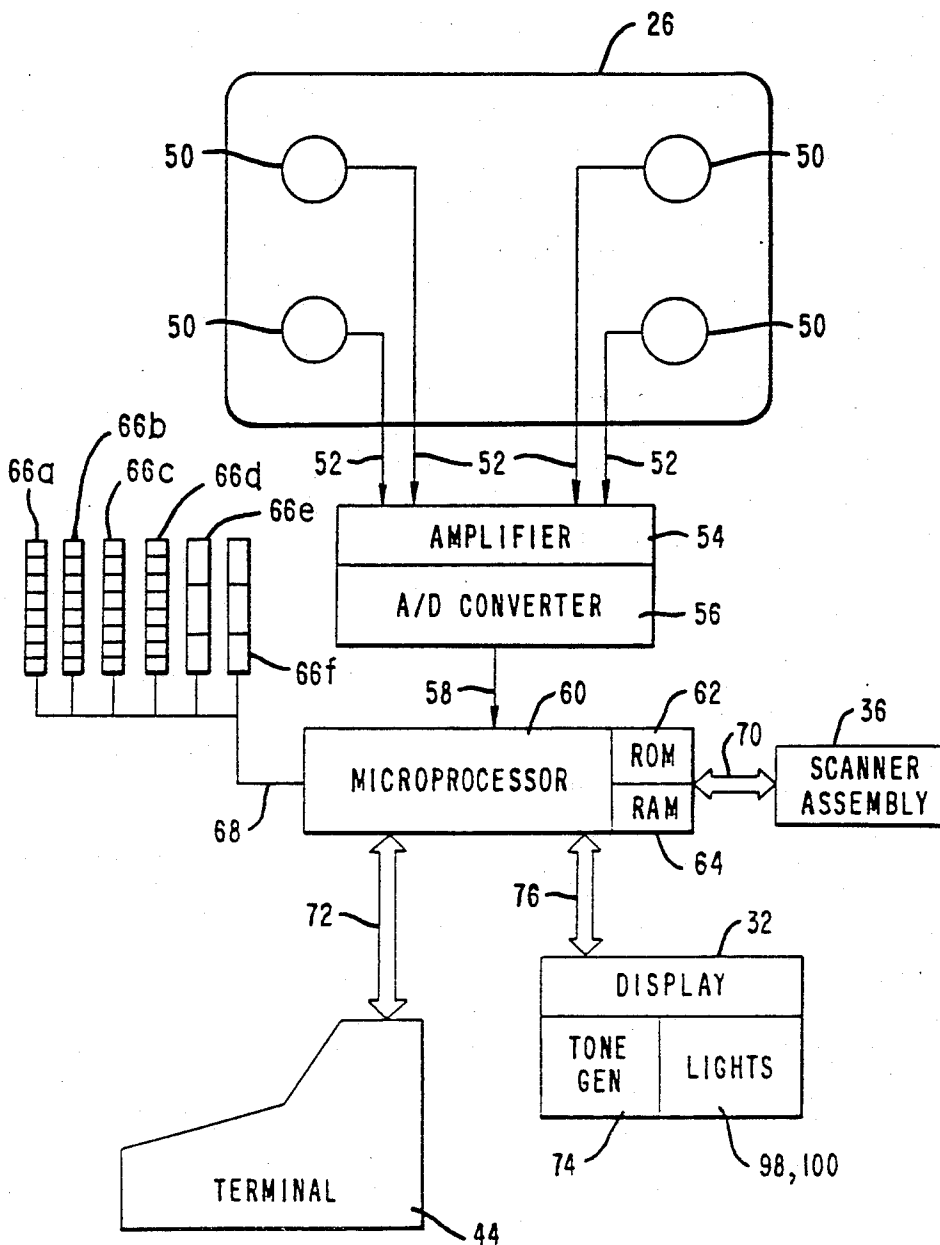 26
50
50
50
50
66a
66b
66c
66d
66e
66f
52
52
52
AMPLIFIER
54
A/D CONVERTER
56
58
60
62
MICROPROCESSOR
ROM
RAM
64
70
36
SCANNER
ASSEMBLY
68
72
76
32
DISPLAY
TONE
GEN
LIGHTS
74
98,100
TERMINAL
44